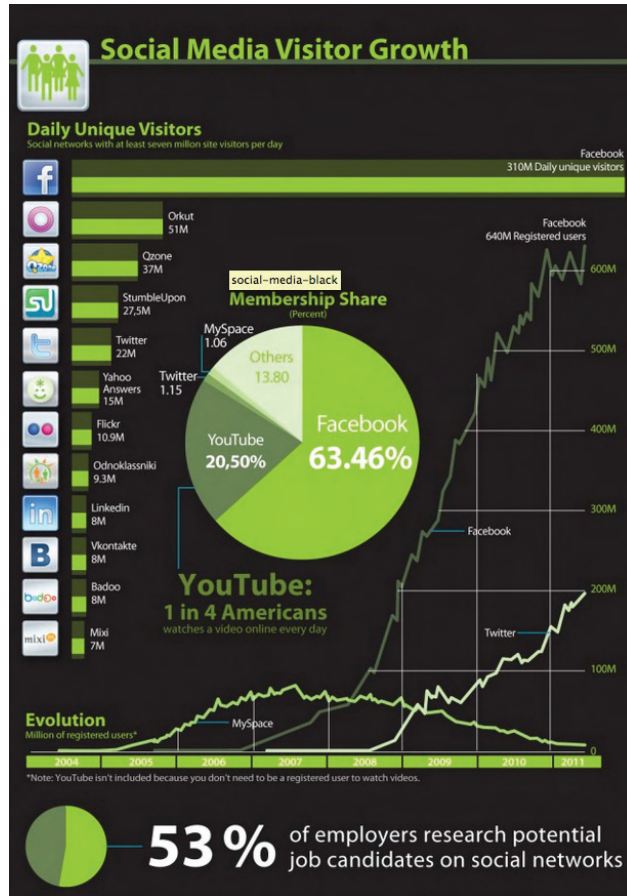 Social Media Visitor Growth
Daily Unique Visitors
Social networks with at least seven millon site visitors per day
Facebook
310M Daily unique visitors
f
Orkut
51M
Qzone
Qzone
37M
StumbleUpon
27,5M
t
Twitter
22M
Yahoo
Answers
15M
Flickr
10.9M
Odnoklassniki
9.3M
in
Linkedin
8M
B
Vkontakte
8M
badoo
Badoo
8M
mixi
Mixi
7M
social-media-black
Membership Share
(Percent)
MySpace
1.06
Others
13.80
Twitter
1.15
YouTube
20,50%
Facebook
63.46%
YouTube:
1 in 4 Americans
watches a video online every day
Facebook
640M Registered users
600M
500M
400M
300M
Facebook
200M
Twitter
100M
Evolution
Million of registered users*
MySpace
0
2004 2005 2006 2007 2008 2009 2010 2011
*Note: YouTube isn't included because you don't need to be a registered user to watch videos.
53 % of employers research potential
job candidates on social networks